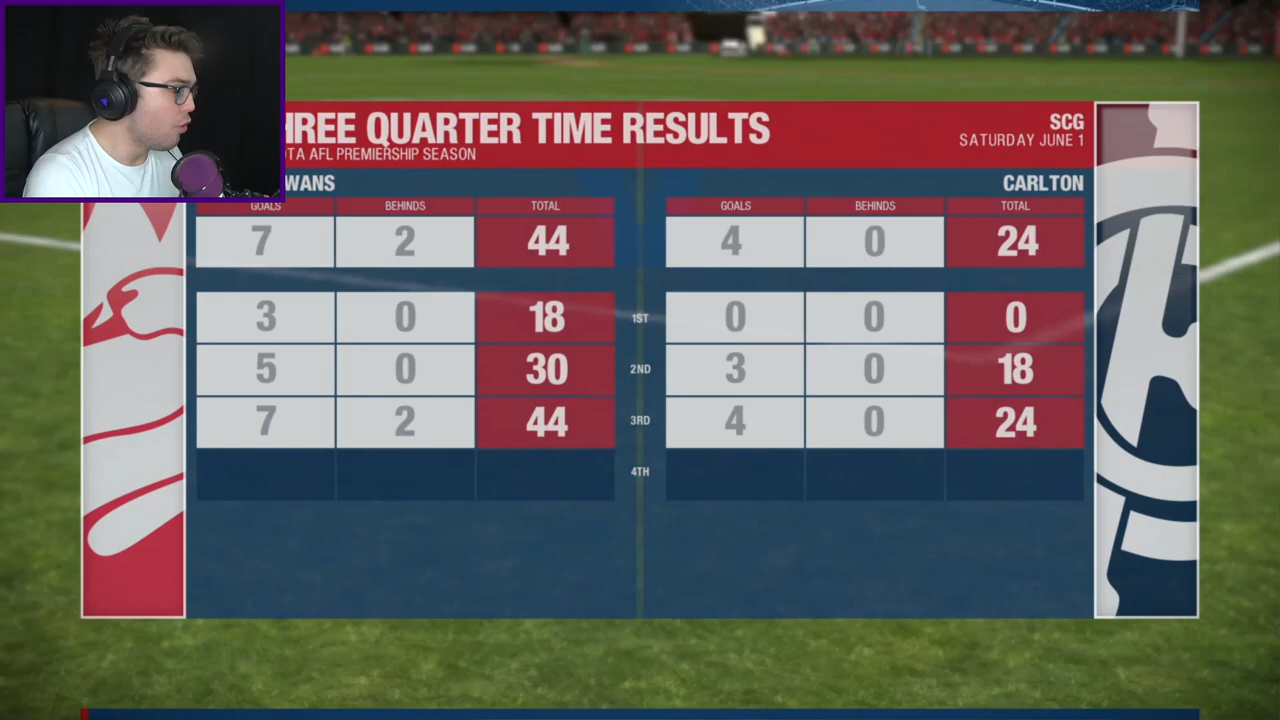 HREE QUARTER TIME RESULTS
SCG
TA AFL PREMIERSHIP SEASON
SATURDAY JUNE 1
WANS
CARLTON
GOALS BEHINDS TOTAL GOALS BEHINDS TOTAL
7 2 44 4 0 24
3 0 18 1ST 0 0 0
5 0 30 2ND 3 0 18
7 2 44 3RD 4 0 24
4TH